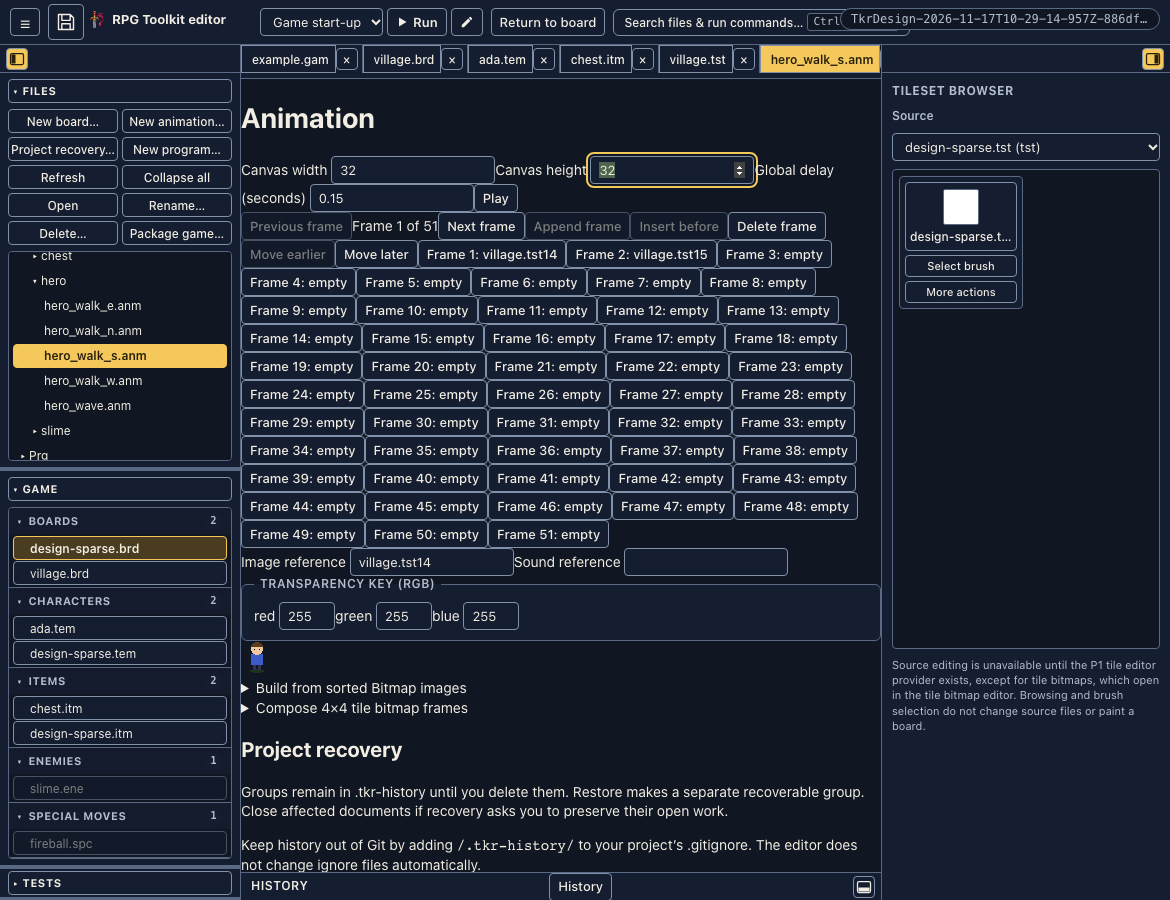 RPG Toolkit editor
Game start-up
Run
Return to board
Search files & run commands...
Ctrl
TkrDesign-2026-11-17T10-29-14-957Z-886df…
FILES
New board...
New animation...
Project recovery...
New program...
Refresh
Collapse all
Open
Rename...
Delete...
Package game...
chest
hero
hero_walk_e.anm
hero_walk_n.anm
hero_walk_s.anm
hero_walk_w.anm
hero_wave.anm
slime
Prg
GAME
BOARDS 2
design-sparse.brd
village.brd
CHARACTERS 2
ada.tem
design-sparse.tem
ITEMS 2
chest.itm
design-sparse.itm
ENEMIES 1
slime.ene
SPECIAL MOVES 1
fireball.spc
TESTS
example.gam × village.brd × ada.tem × chest.itm × village.tst × hero_walk_s.anm
Animation
Canvas width 32 Canvas height 32 Global delay
(seconds) 0.15 Play
Previous frame Frame 1 of 51 Next frame Append frame Insert before Delete frame
Move earlier Move later Frame 1: village.tst14 Frame 2: village.tst15 Frame 3: empty
Frame 4: empty Frame 5: empty Frame 6: empty Frame 7: empty Frame 8: empty
Frame 9: empty Frame 10: empty Frame 11: empty Frame 12: empty Frame 13: empty
Frame 14: empty Frame 15: empty Frame 16: empty Frame 17: empty Frame 18: empty
Frame 19: empty Frame 20: empty Frame 21: empty Frame 22: empty Frame 23: empty
Frame 24: empty Frame 25: empty Frame 26: empty Frame 27: empty Frame 28: empty
Frame 29: empty Frame 30: empty Frame 31: empty Frame 32: empty Frame 33: empty
Frame 34: empty Frame 35: empty Frame 36: empty Frame 37: empty Frame 38: empty
Frame 39: empty Frame 40: empty Frame 41: empty Frame 42: empty Frame 43: empty
Frame 44: empty Frame 45: empty Frame 46: empty Frame 47: empty Frame 48: empty
Frame 49: empty Frame 50: empty Frame 51: empty
Image reference village.tst14 Sound reference
TRANSPARENCY KEY (RGB)
red 255 green 255 blue 255
Build from sorted Bitmap images
Compose 4×4 tile bitmap frames
Project recovery
Groups remain in .tkr-history until you delete them. Restore makes a separate recoverable group.
Close affected documents if recovery asks you to preserve their open work.
Keep history out of Git by adding /.tkr-history/ to your project's .gitignore. The editor does
not change ignore files automatically.
HISTORY
History
TILESET BROWSER
Source
design-sparse.tst (tst)
design-sparse.t...
Select brush
More actions
Source editing is unavailable until the P1 tile editor
provider exists, except for tile bitmaps, which open
in the tile bitmap editor. Browsing and brush
selection do not change source files or paint a
board.